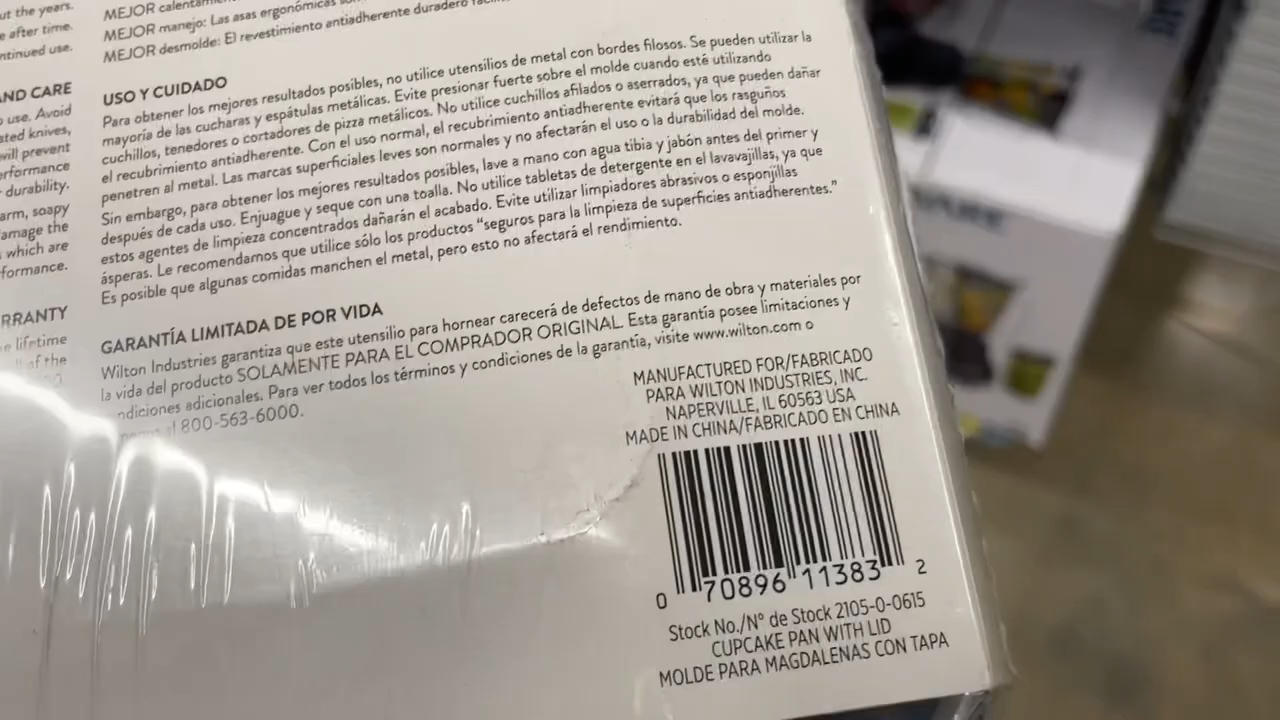 ut the years.
e after time.
ntinued use.
AND CARE
o use. Avoid
ated knives,
will prevent
erformance
durability.
arm, soapy
amage the
which are
formance.
RRANTY
e lifetime
ll of the
MEJOR
MEJOR manejo: Las asas ergonómicas
MEJOR desmolde: El revestimiento antiadherente duradero
USO Y CUIDADO
Para obtener los mejores resultados posibles, no utilice utensilios de metal con bordes filosos. Se pueden utilizar la
mayoría de las cucharas y espátulas metálicas. Evite presionar fuerte sobre el molde cuando esté utilizando
cuchillos, tenedores o cortadores de pizza metálicos. No utilice cuchillos afilados o aserrados, ya que pueden dañar
el recubrimiento antiadherente. Con el uso normal, el recubrimiento antiadherente evitará que los rasguños
penetren al metal. Las marcas superficiales leves son normales y no afectarán el uso o la durabilidad del molde.
Sin embargo, para obtener los mejores resultados posibles, lave a mano con agua tibia y jabón antes del primer y
después de cada uso. Enjuague y seque con una toalla. No utilice tabletas de detergente en el lavavajillas, ya que
estos agentes de limpieza concentrados dañarán el acabado. Evite utilizar limpiadores abrasivos o esponjillas
ásperas. Le recomendamos que utilice sólo los productos “seguros para la limpieza de superficies antiadherentes.”
Es posible que algunas comidas manchen el metal, pero esto no afectará el rendimiento.
GARANTÍA LIMITADA DE POR VIDA
Wilton Industries garantiza que este utensilio para hornear carecerá de defectos de mano de obra y materiales por
la vida del producto SOLAMENTE PARA EL COMPRADOR ORIGINAL. Esta garantía posee limitaciones y
ndiciones adicionales. Para ver todos los términos y condiciones de la garantía, visite www.wilton.com o
al 800-563-6000.
MANUFACTURED FOR/FABRICADO
PARA WILTON INDUSTRIES, INC.
NAPERVILLE, IL 60563 USA
MADE IN CHINA/FABRICADO EN CHINA
0 70896 11383 2
Stock No./N° de Stock 2105-0-0615
CUPCAKE PAN WITH LID
MOLDE PARA MAGDALENAS CON TAPA